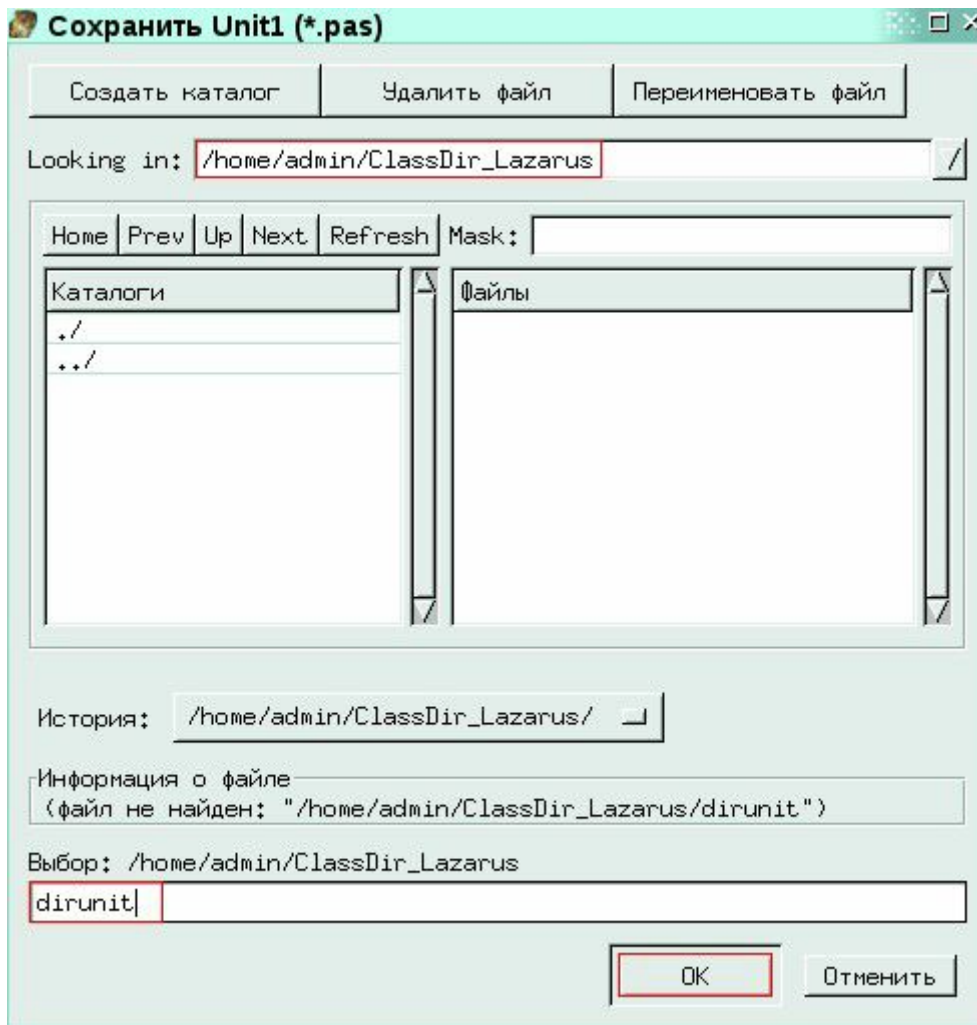 Сохранить Unit1 (*.pas)
Создать каталог Удалить файл Переименовать файл
Looking in: /home/admin/ClassDir_Lazarus /
Home Prev Up Next Refresh Mask:
Каталоги Файлы
./
../
История: /home/admin/ClassDir_Lazarus/
Информация о файле
(файл не найден: "/home/admin/ClassDir_Lazarus/dirunit")
Выбор: /home/admin/ClassDir_Lazarus
dirunit
OK Отменить